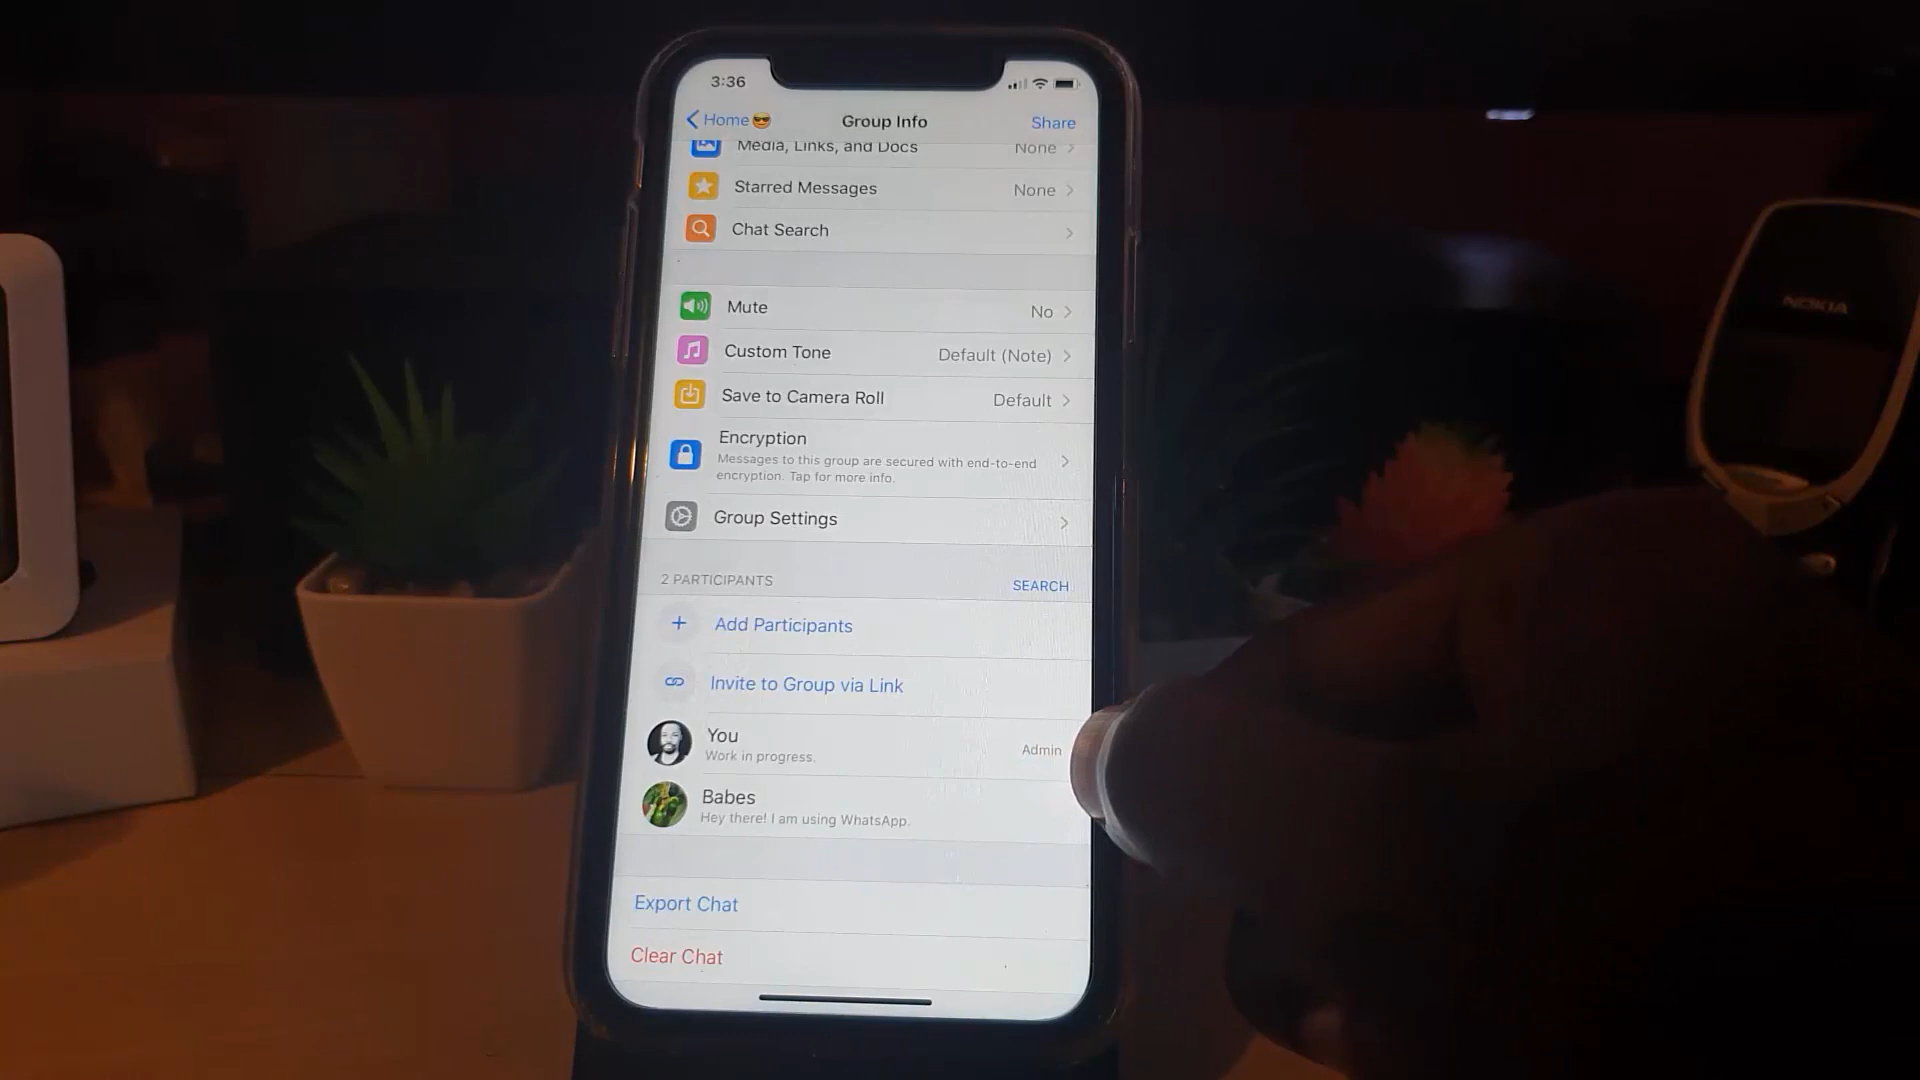 3:36
Home😎
Group Info
Share
Media, Links, and Docs
None
Starred Messages
None
Chat Search
Mute
No
Custom Tone
Default (Note)
Save to Camera Roll
Default
Encryption
Messages to this group are secured with end-to-end
encryption. Tap for more info.
Group Settings
2 PARTICIPANTS
SEARCH
Add Participants
Invite to Group via Link
You
Work in progress.
Admin
Babes
Hey there! I am using WhatsApp.
Export Chat
Clear Chat
NOKIA